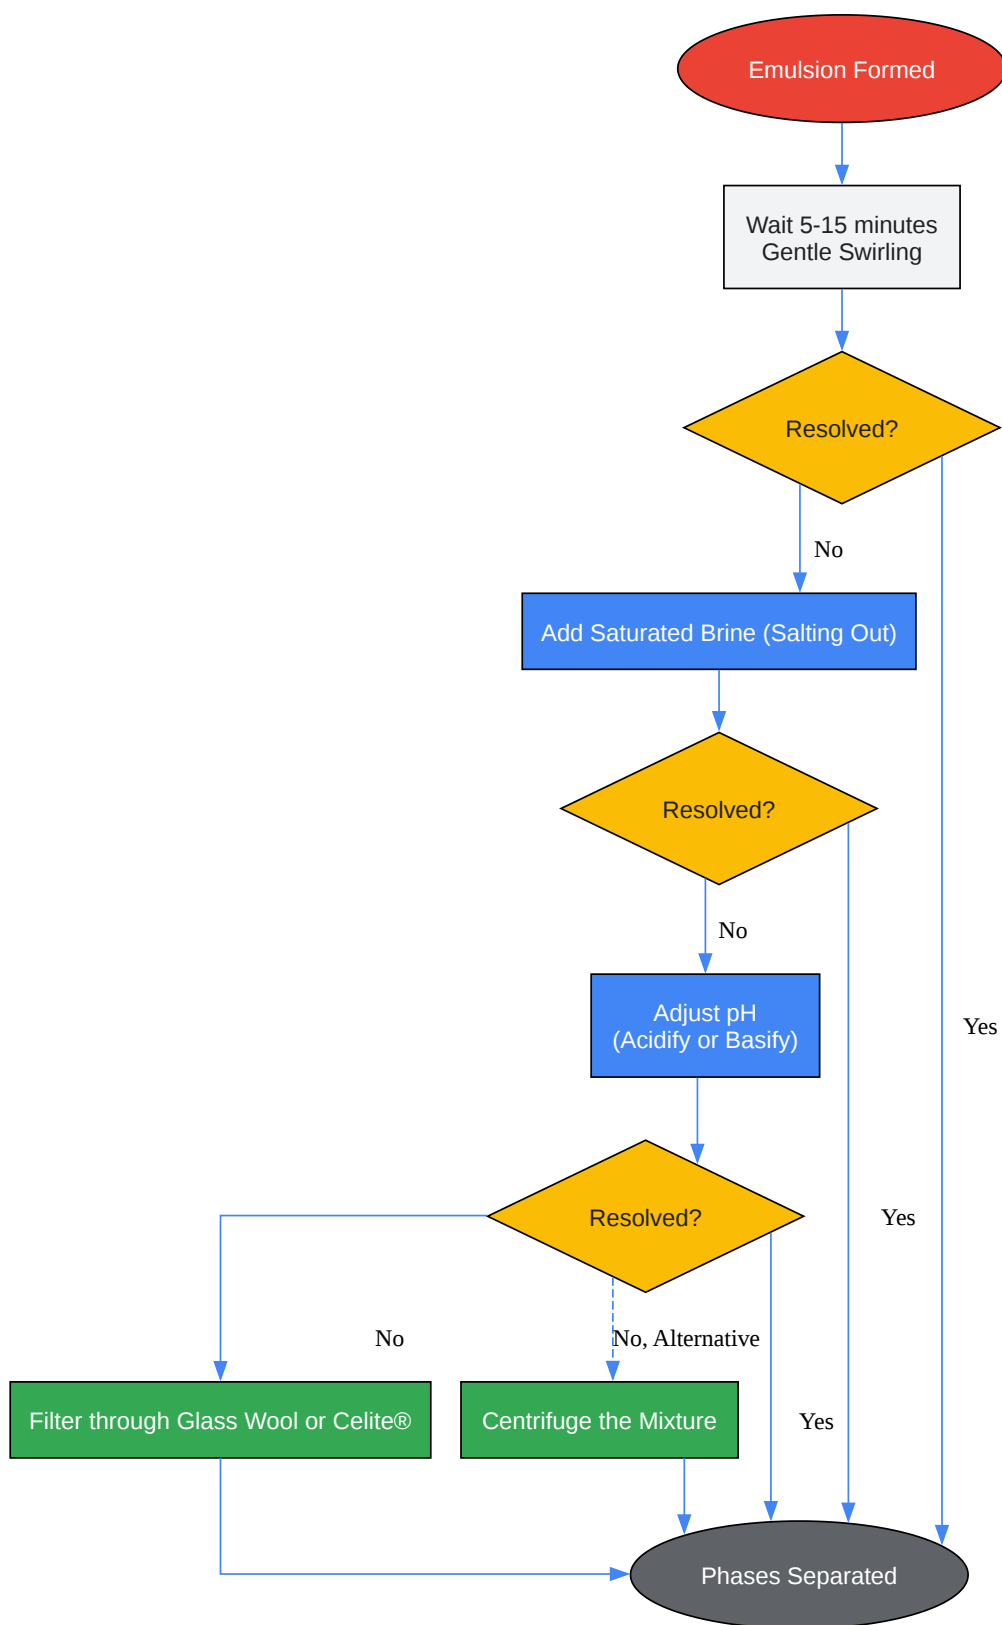 Emulsion Formed
Wait 5-15 minutes
Gentle Swirling
Resolved?
No
Add Saturated Brine (Salting Out)
Resolved?
No
Adjust pH
(Acidify or Basify)
Yes
Resolved?
Yes
No
No, Alternative
Filter through Glass Wool or Celite®
Centrifuge the Mixture
Yes
Phases Separated